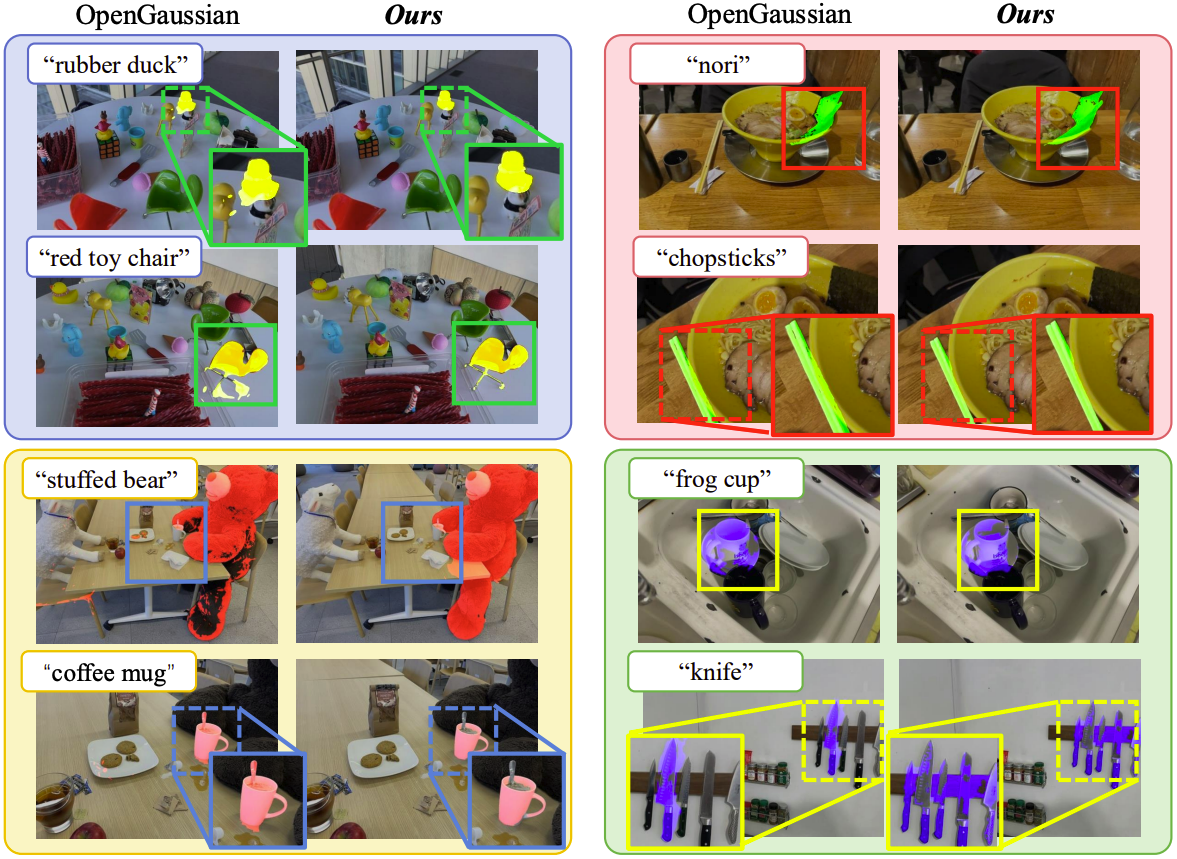 OpenGaussian
Ours
OpenGaussian
Ours
“rubber duck”
“red toy chair”
“nori”
“chopsticks”
“stuffed bear”
"coffee mug"
“frog cup”
“knife”